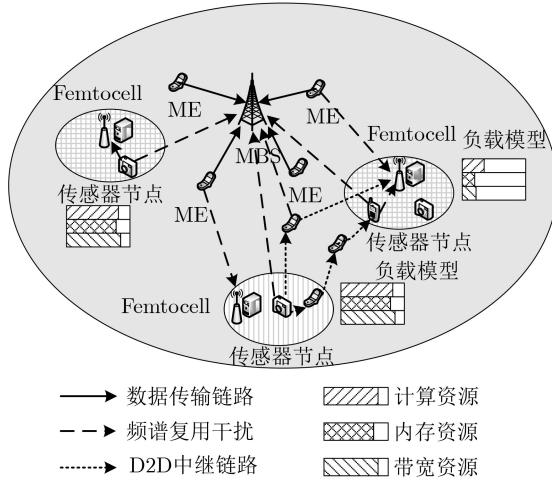 Femtocell
ME
ME
Femtocell
负载模型
MBS
传感器节点
ME
ME
传感器节点
负载模型
Femtocell
传感器节点
数据传输链路
计算资源
频谱复用干扰
内存资源
D2D中继链路
带宽资源